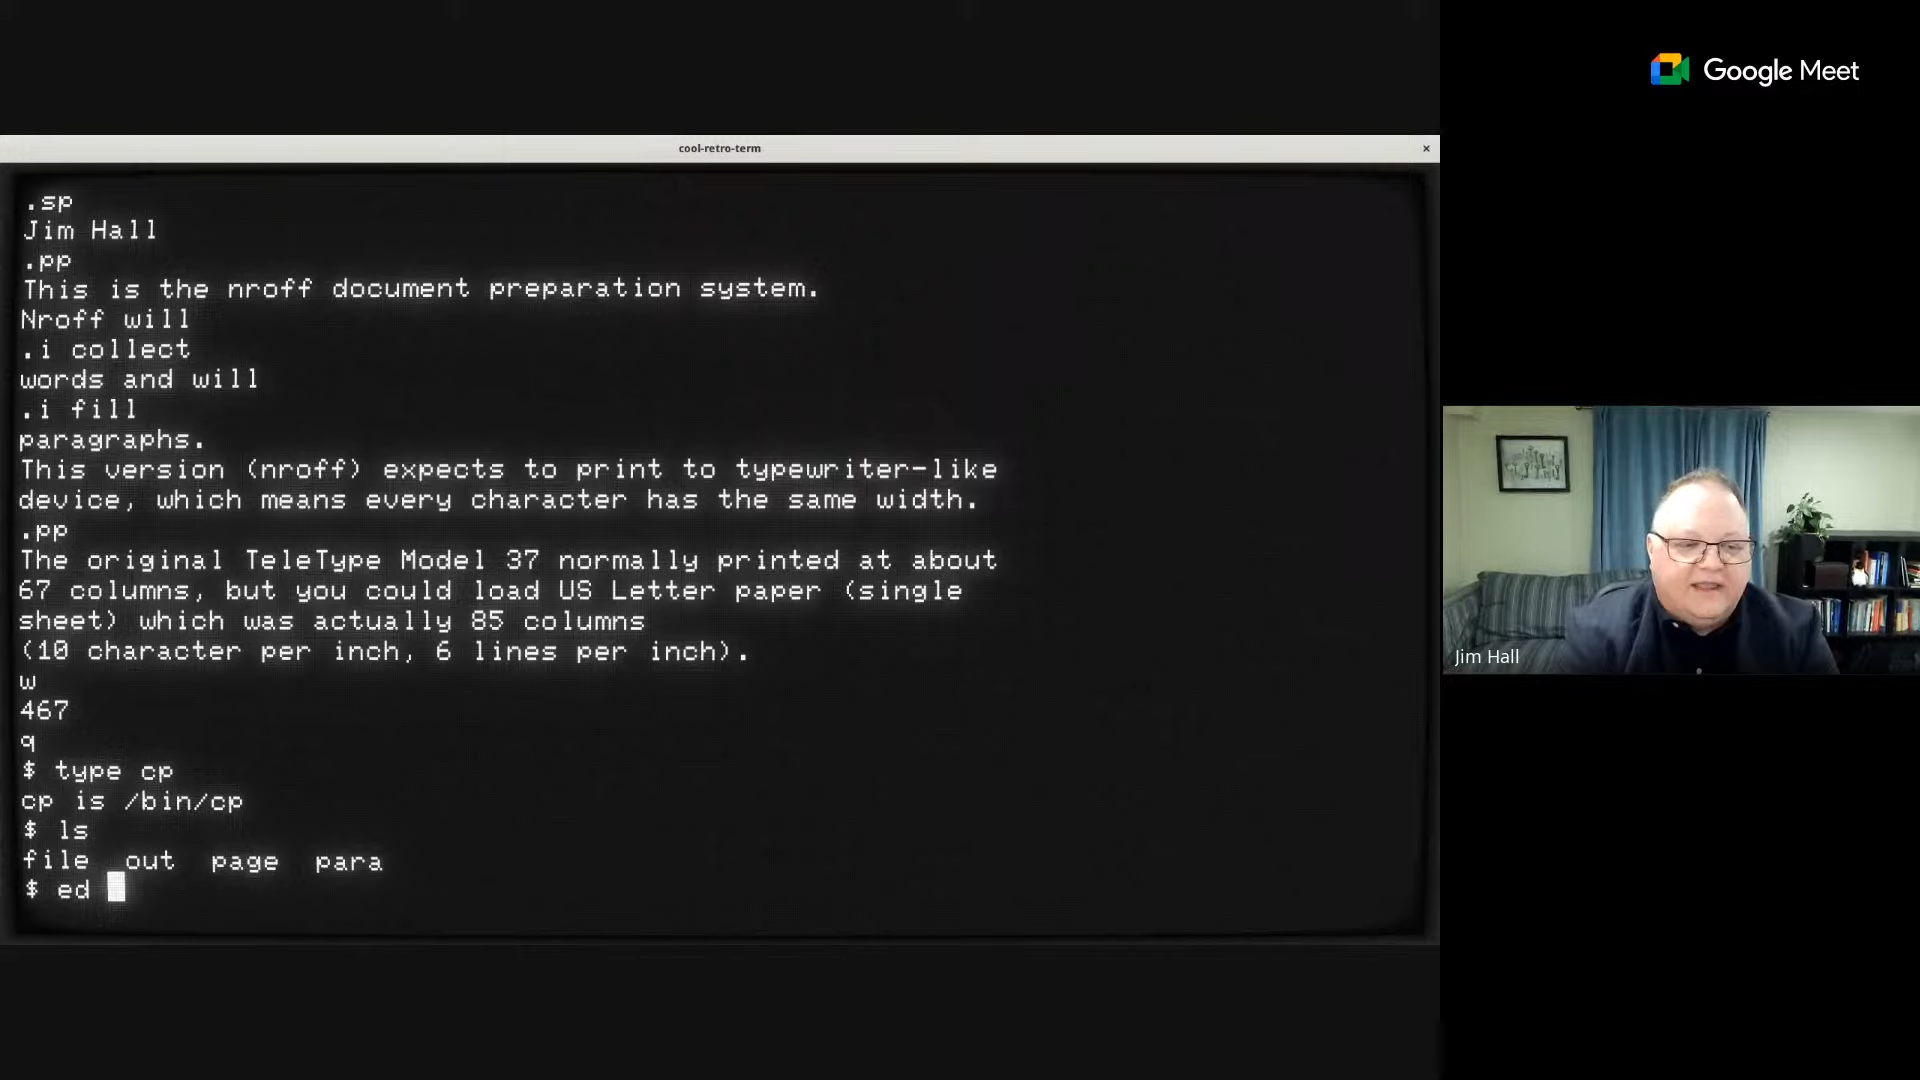 Google Meet
cool-retro-term ×
.sp
Jim Hall
.pp
This is the nroff document preparation system.
Nroff will
.i collect
words and will
.i fill
paragraphs.
This version (nroff) expects to print to typewriter-like
device, which means every character has the same width.
.pp
The original TeleType Model 37 normally printed at about
67 columns, but you could load US Letter paper (single
sheet) which was actually 85 columns
(10 character per inch, 6 lines per inch).
w
467
q
$ type cp
cp is /bin/cp
$ ls
file out page para
$ ed
Jim Hall